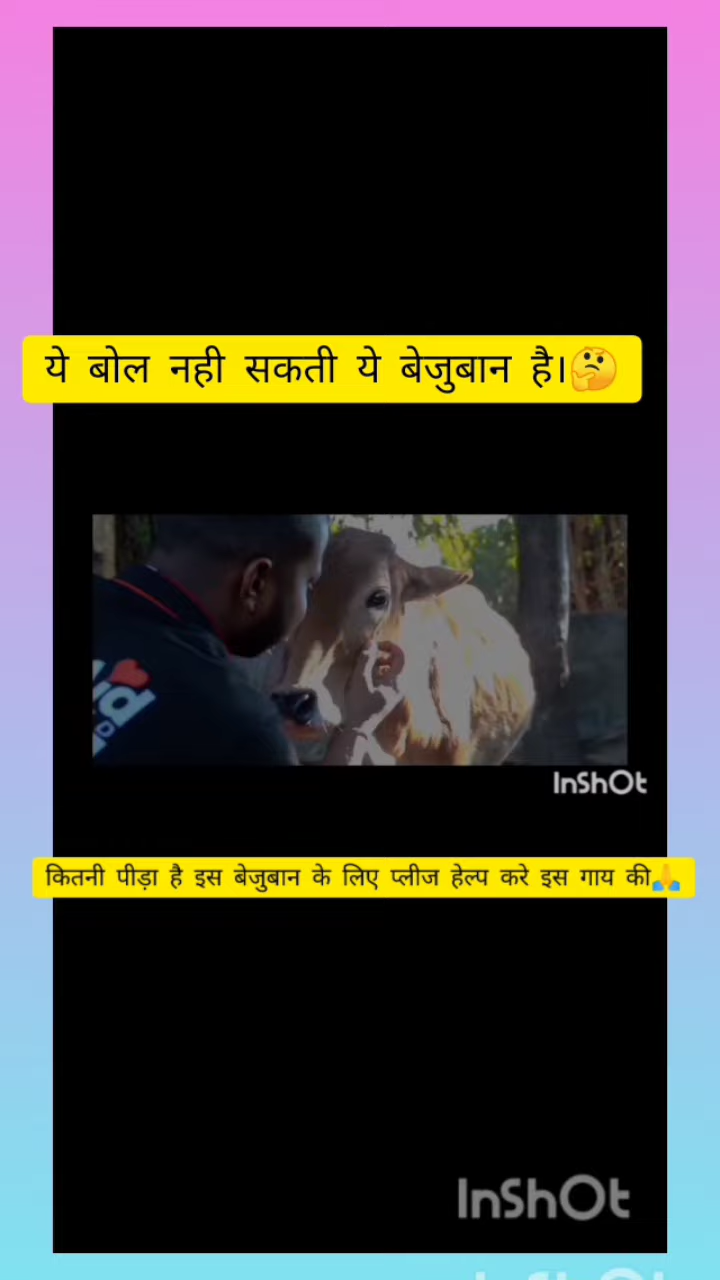 ये बोल नही सकती ये बेजुबान है।🤔
InShOt
कितनी पीड़ा है इस बेजुबान के लिए प्लीज हेल्प करे इस गाय की🙏
InShOt